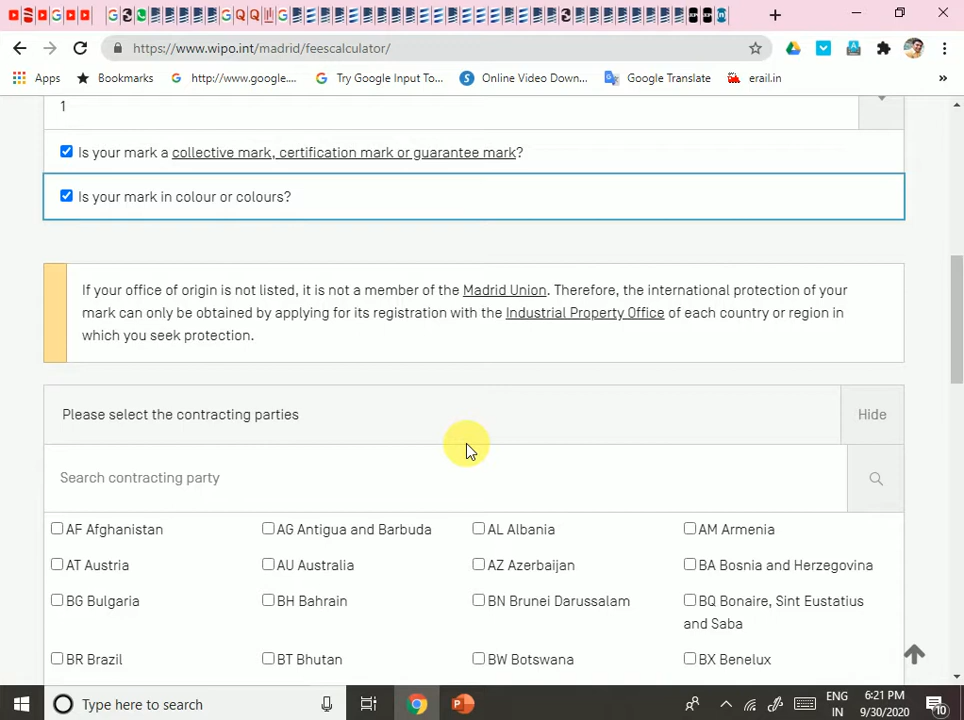 https://www.wipo.int/madrid/feescalculator/
Apps
Bookmarks
http://www.google....
Try Google Input To...
Online Video Down...
Google Translate
erail.in
»
1
Is your mark a collective mark, certification mark or guarantee mark?
Is your mark in colour or colours?
If your office of origin is not listed, it is not a member of the Madrid Union. Therefore, the international protection of your
mark can only be obtained by applying for its registration with the Industrial Property Office of each country or region in
which you seek protection.
Please select the contracting parties
Hide
Search contracting party
AF Afghanistan
AG Antigua and Barbuda
AL Albania
AM Armenia
AT Austria
AU Australia
AZ Azerbaijan
BA Bosnia and Herzegovina
BG Bulgaria
BH Bahrain
BN Brunei Darussalam
BQ Bonaire, Sint Eustatius
and Saba
BR Brazil
BT Bhutan
BW Botswana
BX Benelux
Type here to search
ENG
IN
6:21 PM
9/30/2020
10